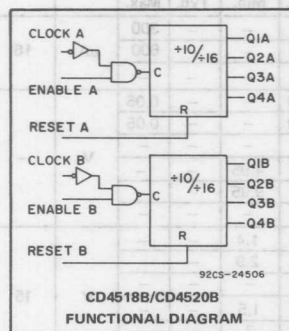 CLOCK A
÷10/
÷16
Q1A
Q2A
Q3A
Q4A
C
ENABLE A
R
RESET A
CLOCK B
÷10/
÷16
Q1B
Q2B
Q3B
Q4B
C
ENABLE B
R
RESET B
92CS-24506
CD4518B/CD4520B
FUNCTIONAL DIAGRAM